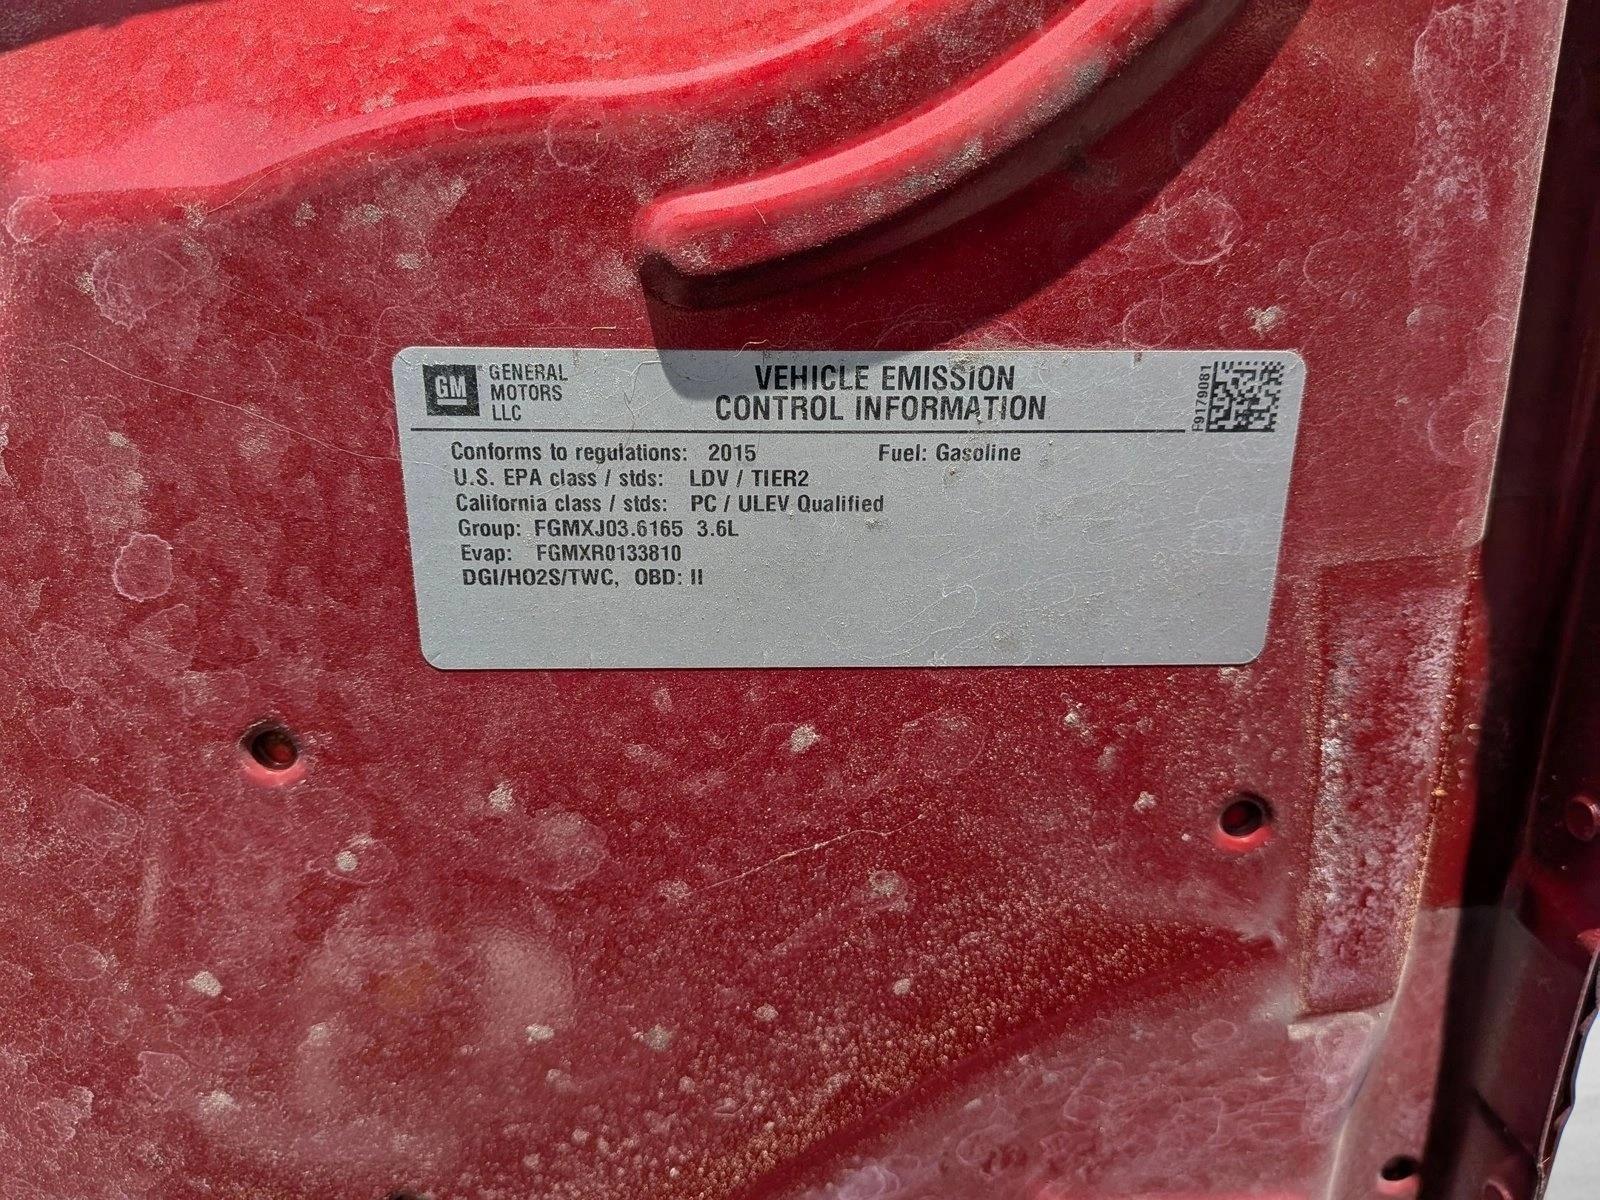 GM GENERAL
MOTORS
LLC
VEHICLE EMISSION
CONTROL INFORMATION
F9179081
Conforms to regulations: 2015 Fuel: Gasoline
U.S. EPA class / stds: LDV / TIER2
California class / stds: PC / ULEV Qualified
Group: FGMXJ03.6165 3.6L
Evap: FGMXR0133810
DGI/HO2S/TWC, OBD: II